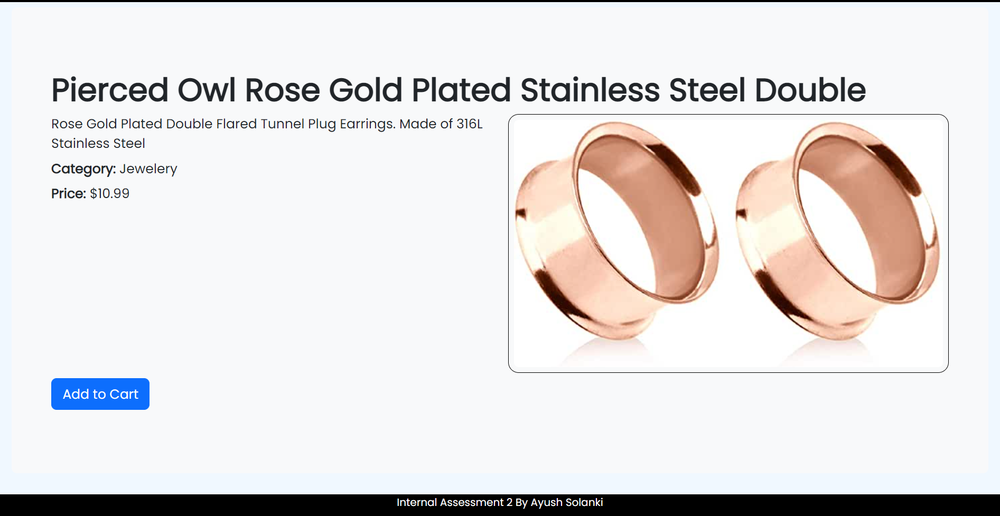 Pierced Owl Rose Gold Plated Stainless Steel Double
Rose Gold Plated Double Flared Tunnel Plug Earrings. Made of 316L
Stainless Steel
Category: Jewelery
Price: $10.99
Add to Cart
Internal Assessment 2 By Ayush Solanki